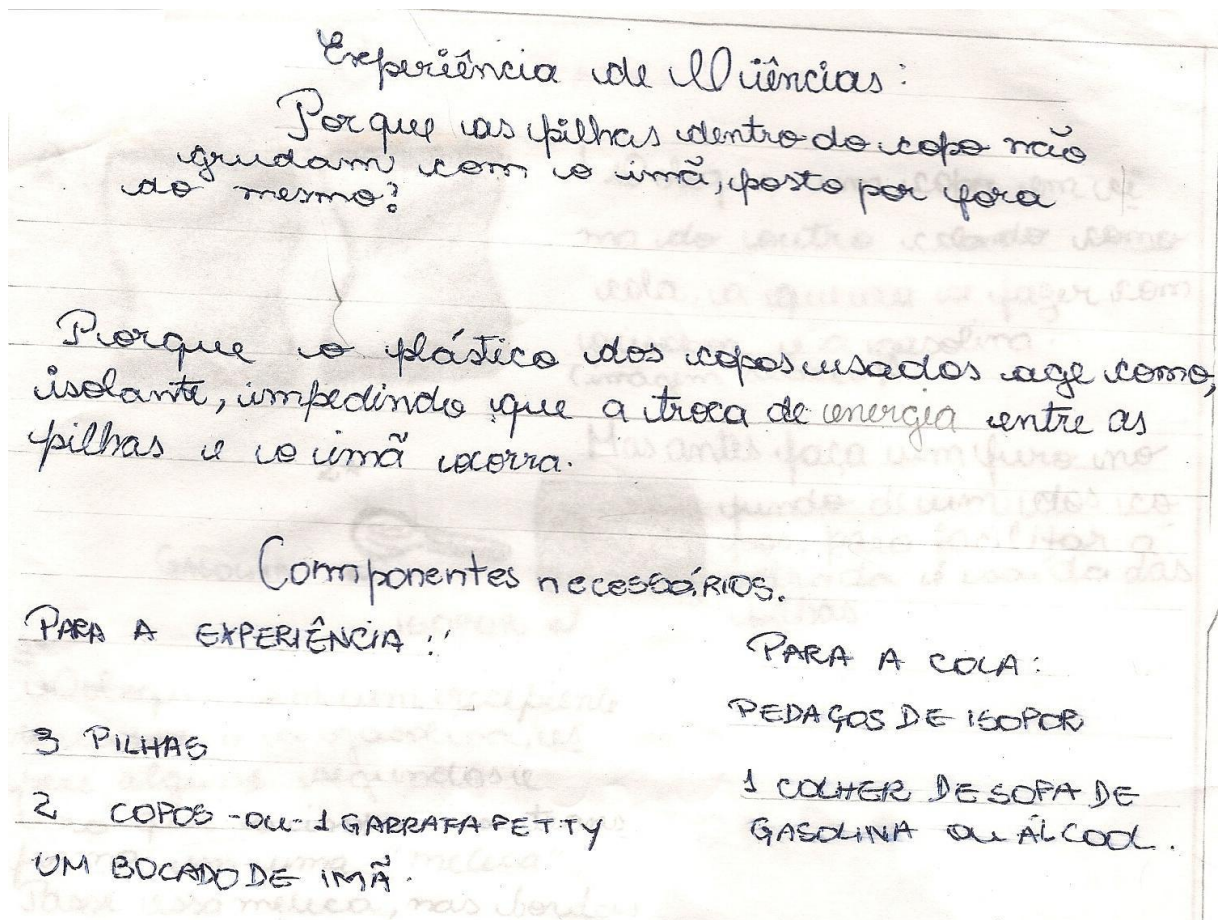 Experiência de Ciências:
Por que as pilhas dentro do copo não
grudam com o imã, posto por fora
do mesmo?
Porque o plástico dos copos usados age como,
isolante, impedindo que a troca de energia entre as
pilhas e o imã ocorra.
Componentes necessáRIOS.
PARA A EXPERIÊNCIA:
PARA A COLA:
PEDAÇOS DE ISOPOR
3 PILHAS
1 COLHER DE SOPA DE
2 COPOS -OU- 1 GARRAFA PETTY
GASOLINA OU ÁLCOOL.
UM BOCADO DE IMÃ.